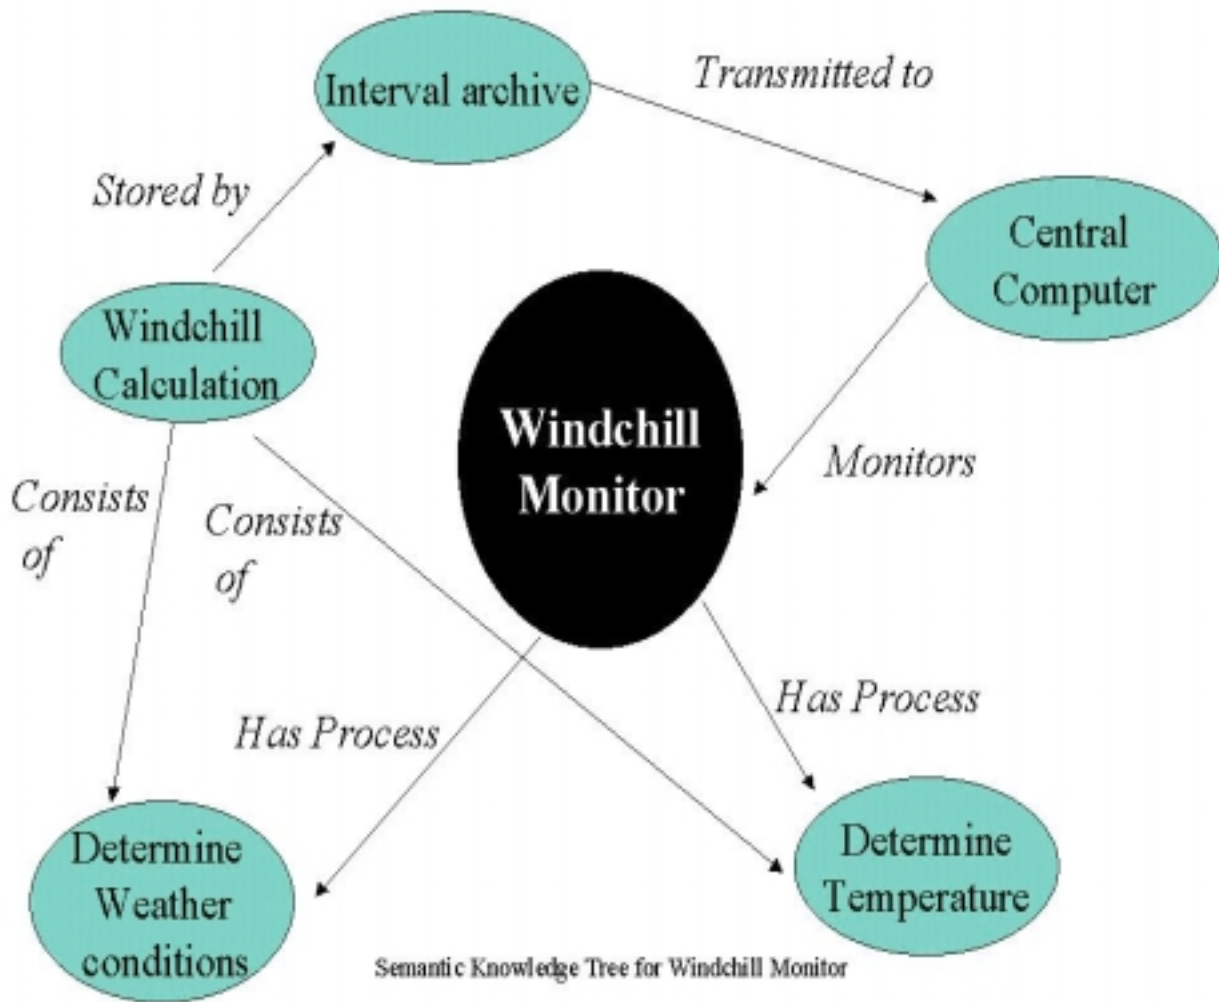 Interval archive
Transmitted to
Stored by
Central
Computer
Windchill
Calculation
Windchill
Monitor
Monitors
Consists
of
Consists
of
Has Process
Has Process
Determine
Weather
conditions
Determine
Temperature
Semantic Knowledge Tree for Windchill Monitor